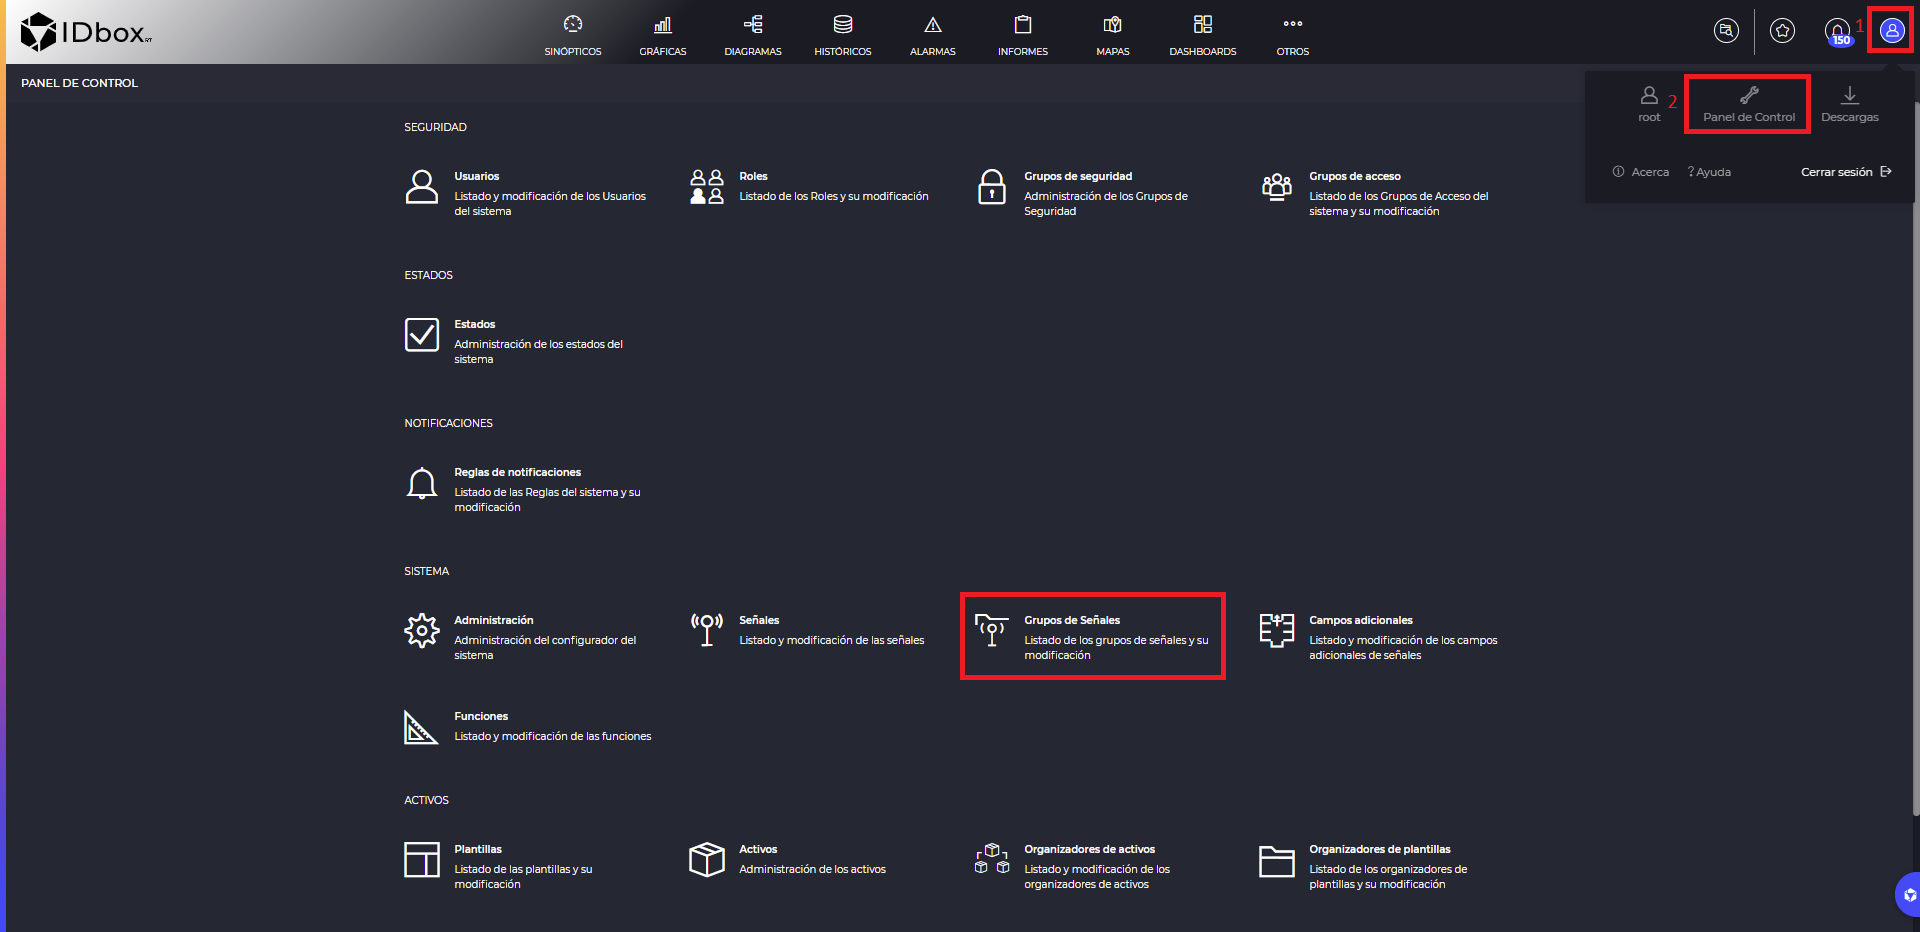 IDbox RT
SINÓPTICOS
GRÁFICAS
DIAGRAMAS
HISTÓRICOS
ALARMAS
INFORMES
MAPAS
DASHBOARDS
OTROS
150
1
PANEL DE CONTROL
root
2
Panel de Control
Descargas
Acerca
? Ayuda
Cerrar sesión
SEGURIDAD
Usuarios
Listado y modificación de los Usuarios
del sistema
Roles
Listado de los Roles y su modificación
Grupos de seguridad
Administración de los Grupos de
Seguridad
Grupos de acceso
Listado de los Grupos de Acceso del
sistema y su modificación
ESTADOS
Estados
Administración de los estados del
sistema
NOTIFICACIONES
Reglas de notificaciones
Listado de las Reglas del sistema y su
modificación
SISTEMA
Administración
Administración del configurador del
sistema
Señales
Listado y modificación de las señales
Grupos de Señales
Listado de los grupos de señales y su
modificación
Campos adicionales
Listado y modificación de los campos
adicionales de señales
Funciones
Listado y modificación de las funciones
ACTIVOS
Plantillas
Listado de las plantillas y su
modificación
Activos
Administración de los activos
Organizadores de activos
Listado y modificación de los
organizadores de activos
Organizadores de plantillas
Listado de los organizadores de
plantillas y su modificación